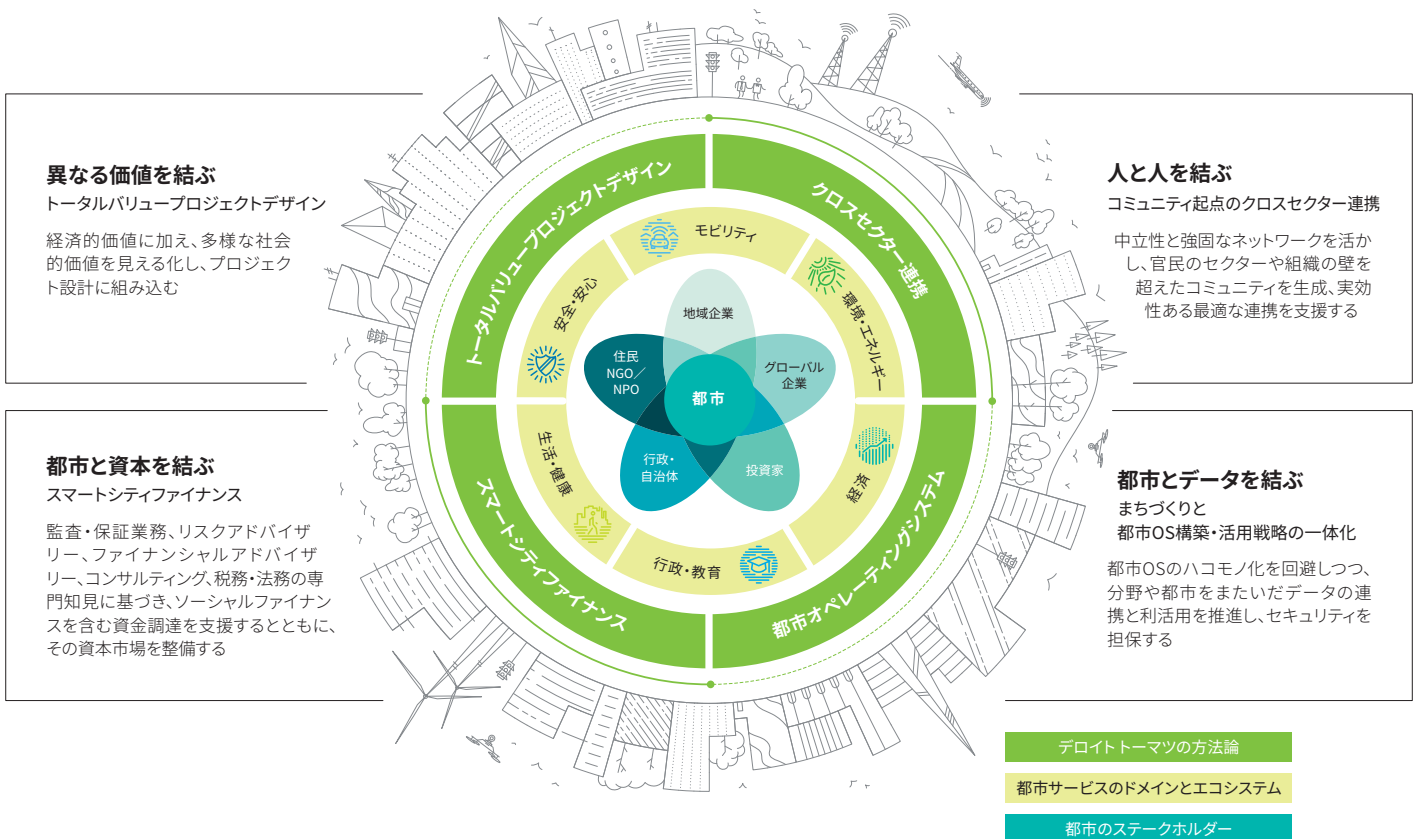 異なる価値を結ぶ
トータルバリュープロジェクトデザイン
経済的価値に加え、多様な社会
的価値を見える化し、プロジェク
ト設計に組み込む
都市と資本を結ぶ
スマートシティファイナンス
監査・保証業務、リスクアドバイザ
リー、ファイナンシャルアドバイザ
リー、コンサルティング、税務・法務の専
門知見に基づき、ソーシャルファイナン
スを含む資金調達を支援するとともに、
その資本市場を整備する
トータルバリュープロジェクトデザイン
クロスセクター連携
スマートシティファイナンス
都市オペレーティングシステム
モビリティ
環境・エネルギー
経済
行政・教育
生活・健康
安全・安心
地域企業
グローバル
企業
投資家
行政・
自治体
住民
NGO/
NPO
都市
人と人を結ぶ
コミュニティ起点のクロスセクター連携
中立性と強固なネットワークを活か
し、官民のセクターや組織の壁を
超えたコミュニティを生成、実効
性ある最適な連携を支援する
都市とデータを結ぶ
まちづくりと
都市OS構築・活用戦略の一体化
都市OSのハコモノ化を回避しつつ、
分野や都市をまたいだデータの連
携と利活用を推進し、セキュリティを
担保する
デロイト トーマツの方法論
都市サービスのドメインとエコシステム
都市のステークホルダー